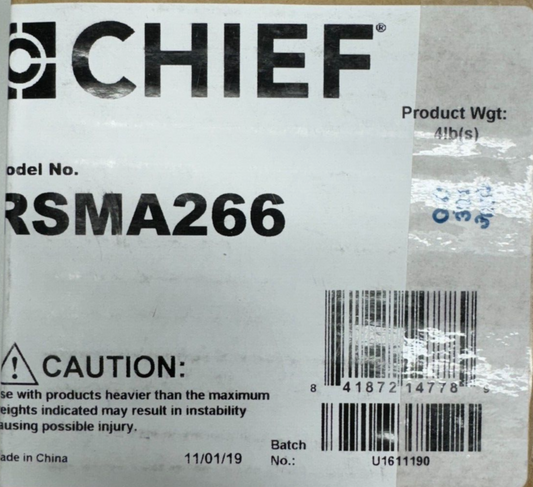 CHIEF®
Product Wgt:
4lb(s)
odel No.
RSMA266
CAUTION:
se with products heavier than the maximum
eights indicated may result in instability
ausing possible injury.
ade in China
11/01/19
Batch
No.:
8 41872 14778 9
U1611190